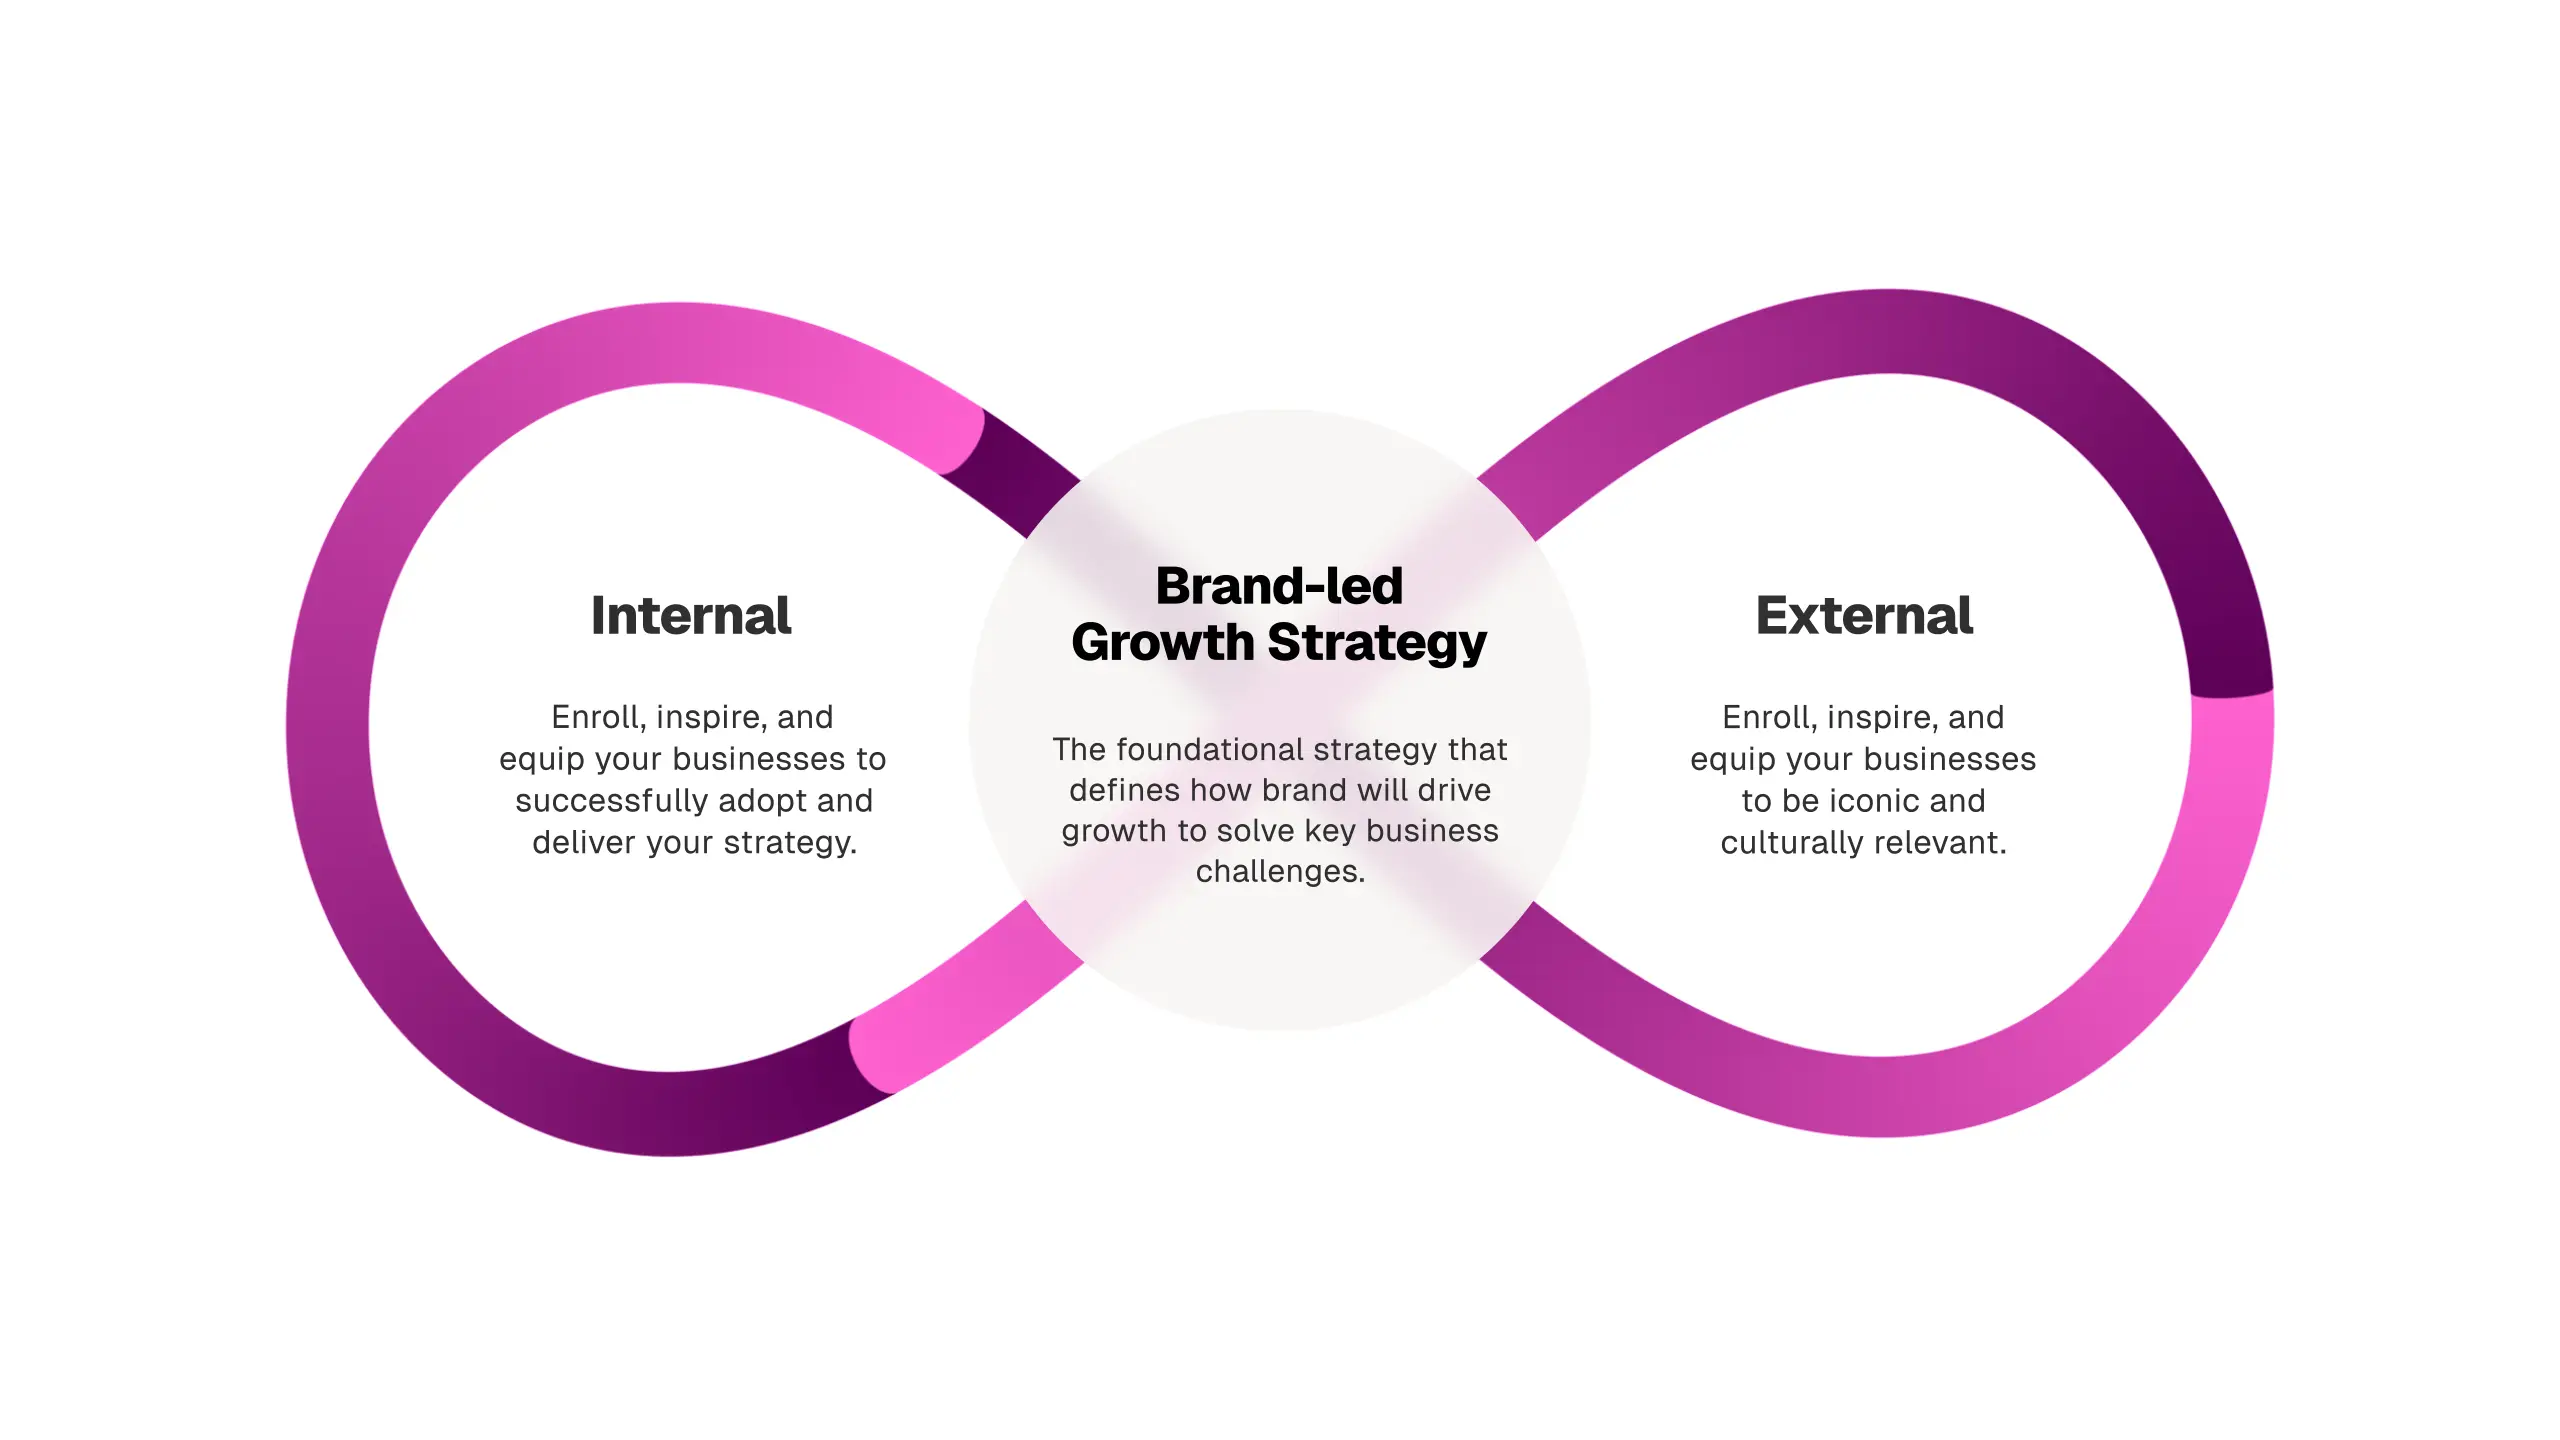 Internal
Enroll, inspire, and
equip your businesses to
successfully adopt and
deliver your strategy.
Brand-led
Growth Strategy
The foundational strategy that
defines how brand will drive
growth to solve key business
challenges.
External
Enroll, inspire, and
equip your businesses
to be iconic and
culturally relevant.